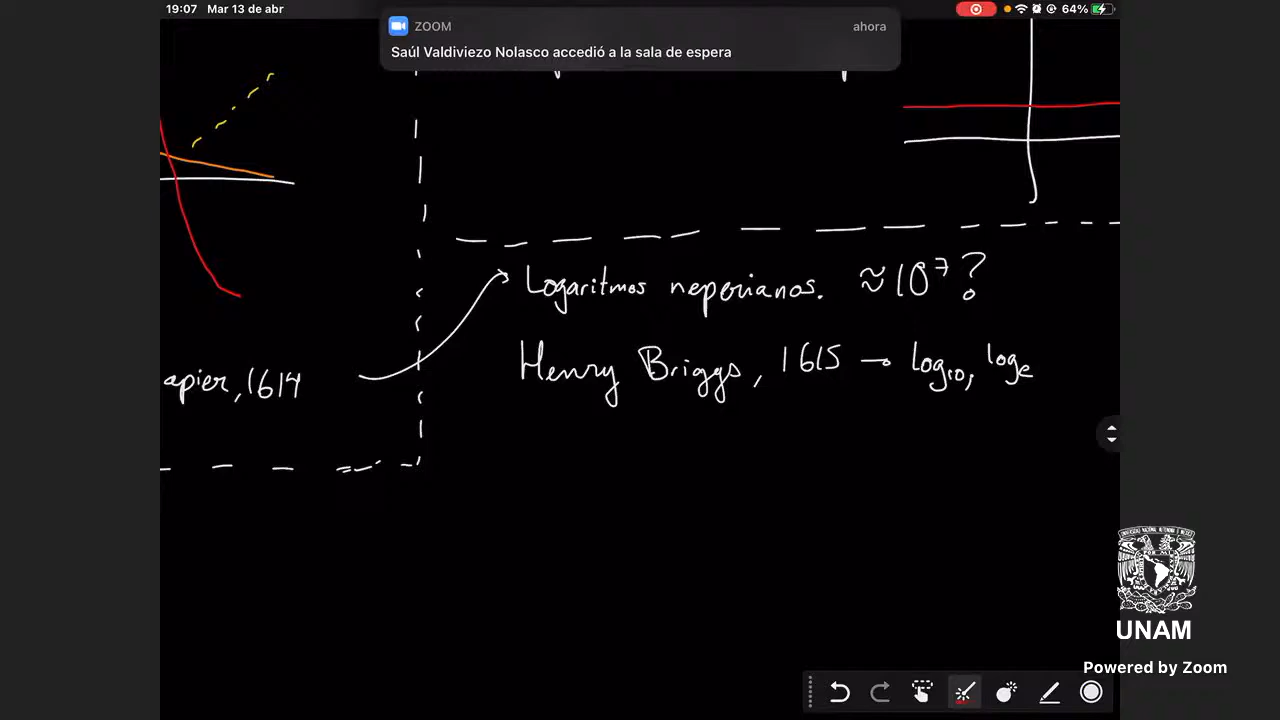 19:07 Mar 13 de abr
64%
ZOOM ahora
Saúl Valdiviezo Nolasco accedió a la sala de espera
Logaritmos neperianos. ≈10⁷?
Henry Briggs, 1615 → log₁₀, logₑ
apier, 1614
UNAM
Powered by Zoom